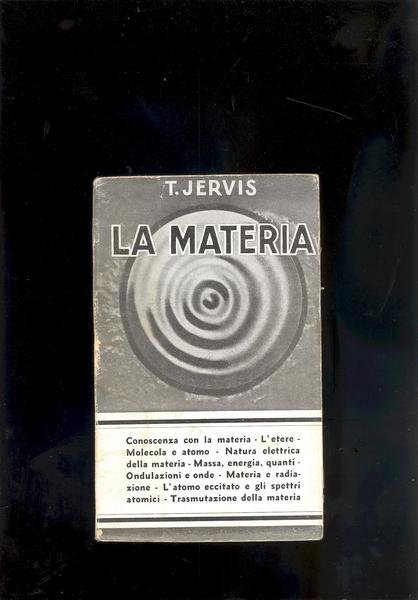 T. JERVIS
LA MATERIA
Conoscenza con la materia - L'etere -
Molecola e atomo - Natura elettrica
della materia - Massa, energia, quanti -
Ondulazioni e onde - Materia e radia-
zione - L'atomo eccitato e gli spettri
atomici - Trasmutazione della materia